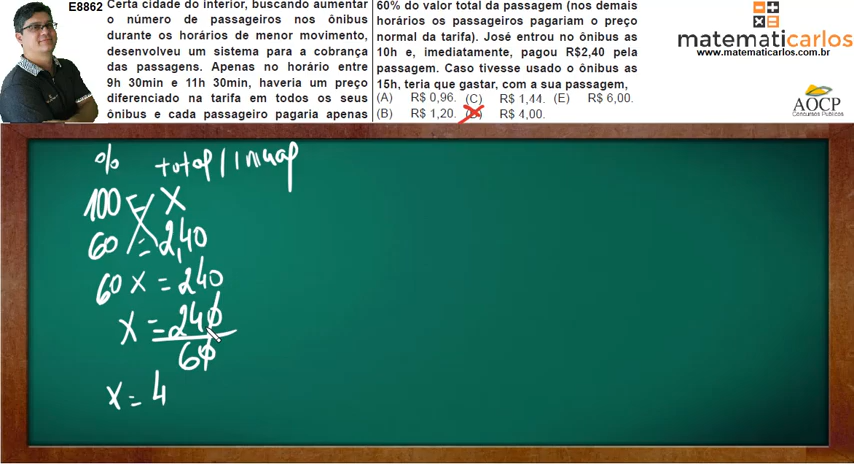 E8862
Certa cidade do interior, buscando aumentar
o número de passageiros nos ônibus
durante os horários de menor movimento,
desenvolveu um sistema para a cobrança
das passagens. Apenas no horário entre
9h 30min e 11h 30min, haveria um preço
diferenciado na tarifa em todos os seus
ônibus e cada passageiro pagaria apenas
60% do valor total da passagem (nos demais
horários os passageiros pagariam o preço
normal da tarifa). José entrou no ônibus as
10h e, imediatamente, pagou R$2,40 pela
passagem. Caso tivesse usado o ônibus as
15h, teria que gastar, com a sua passagem,
(A) R$ 0,96. (C) R$ 1,44. (E) R$ 6,00.
(B) R$ 1,20. (D) R$ 4,00.
matematicarlos
www.matematicarlos.com.br
AOCP
Concursos Públicos
% total/
100 = X
60 = 2,40
60 X = 240
X = 240
60
X = 4